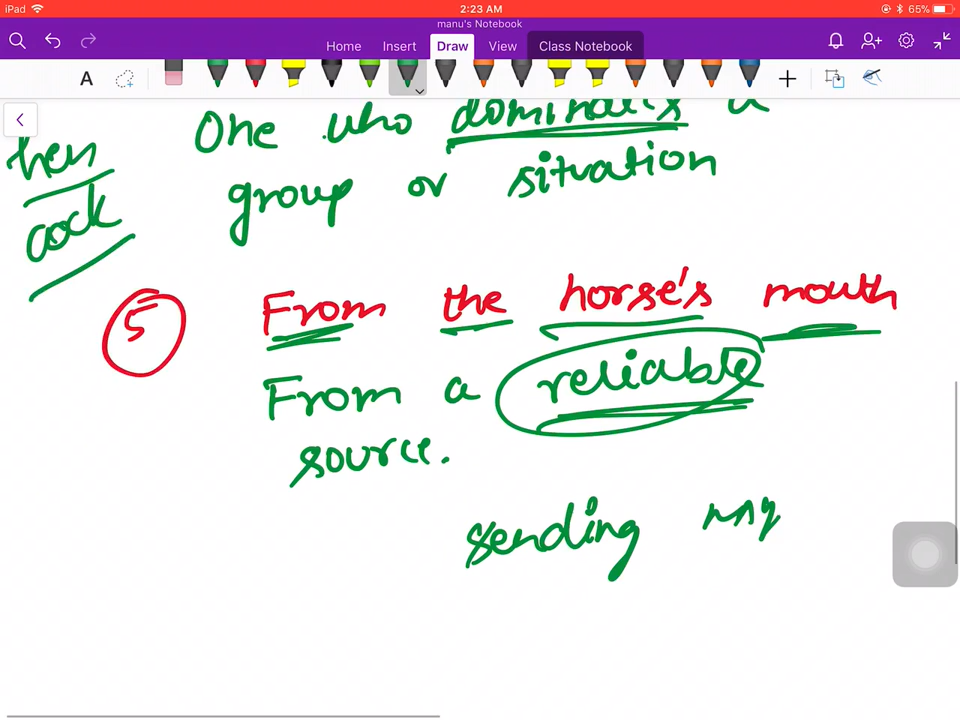 iPad 2:23 AM 65%
manu's Notebook
Home Insert Draw View Class Notebook
A
One who dominates a
hen group or situation
cock
5 From the horse's mouth
From a reliable
source.
sending msg